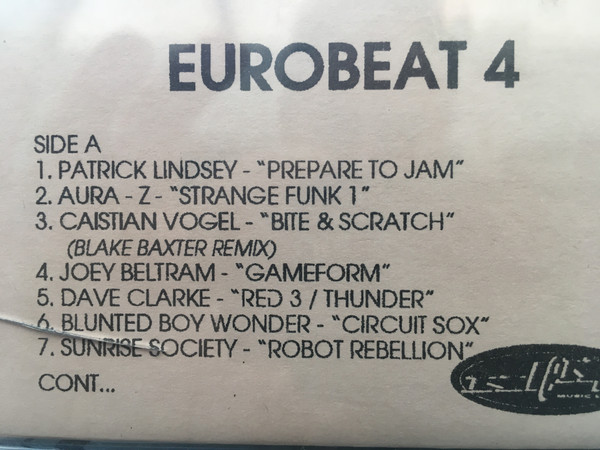 EUROBEAT 4
SIDE A
1. PATRICK LINDSEY - "PREPARE TO JAM"
2. AURA - Z - "STRANGE FUNK 1"
3. CAISTIAN VOGEL - "BITE & SCRATCH"
(BLAKE BAXTER REMIX)
4. JOEY BELTRAM - "GAMEFORM"
5. DAVE CLARKE - "RED 3 / THUNDER"
6. BLUNTED BOY WONDER - "CIRCUIT SOX"
7. SUNRISE SOCIETY - "ROBOT REBELLION"
CONT...
MUSIC